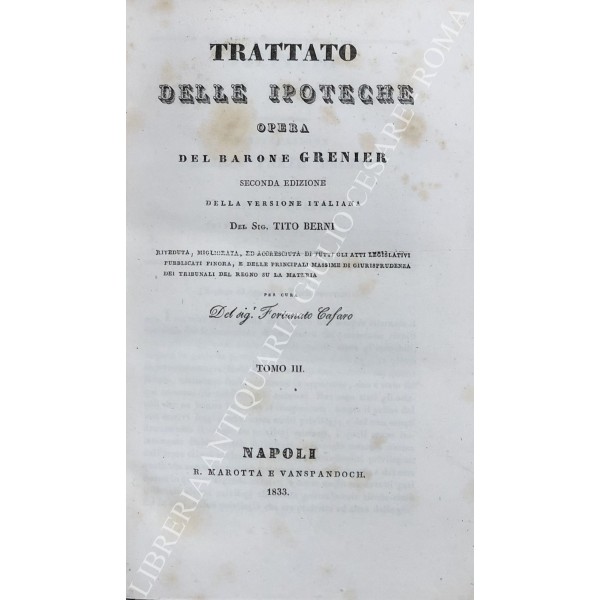 TRATTATO
DELLE IPOTECHE
OPERA
DEL BARONE GRENIER
SECONDA EDIZIONE
DELLA VERSIONE ITALIANA
DEL SIG. TITO BERNI
RIVEDUTA, MIGLIORATA, ED ACCRESCIUTA DI TUTTI GLI ATTI LEGISLATIVI
PUBBLICATI FINORA, E DELLE PRINCIPALI MASSIME DI GIURISPRUDENZA
DEI TRIBUNALI DEL REGNO SU LA MATERIA
PER CURA
Del sig.r Fortunato Cafaro
TOMO III.
NAPOLI
R. MAROTTA E VANSPANDOCH.
1833.
LIBRERIA ANTIQUARIA GIULIO CESARE - ROMA